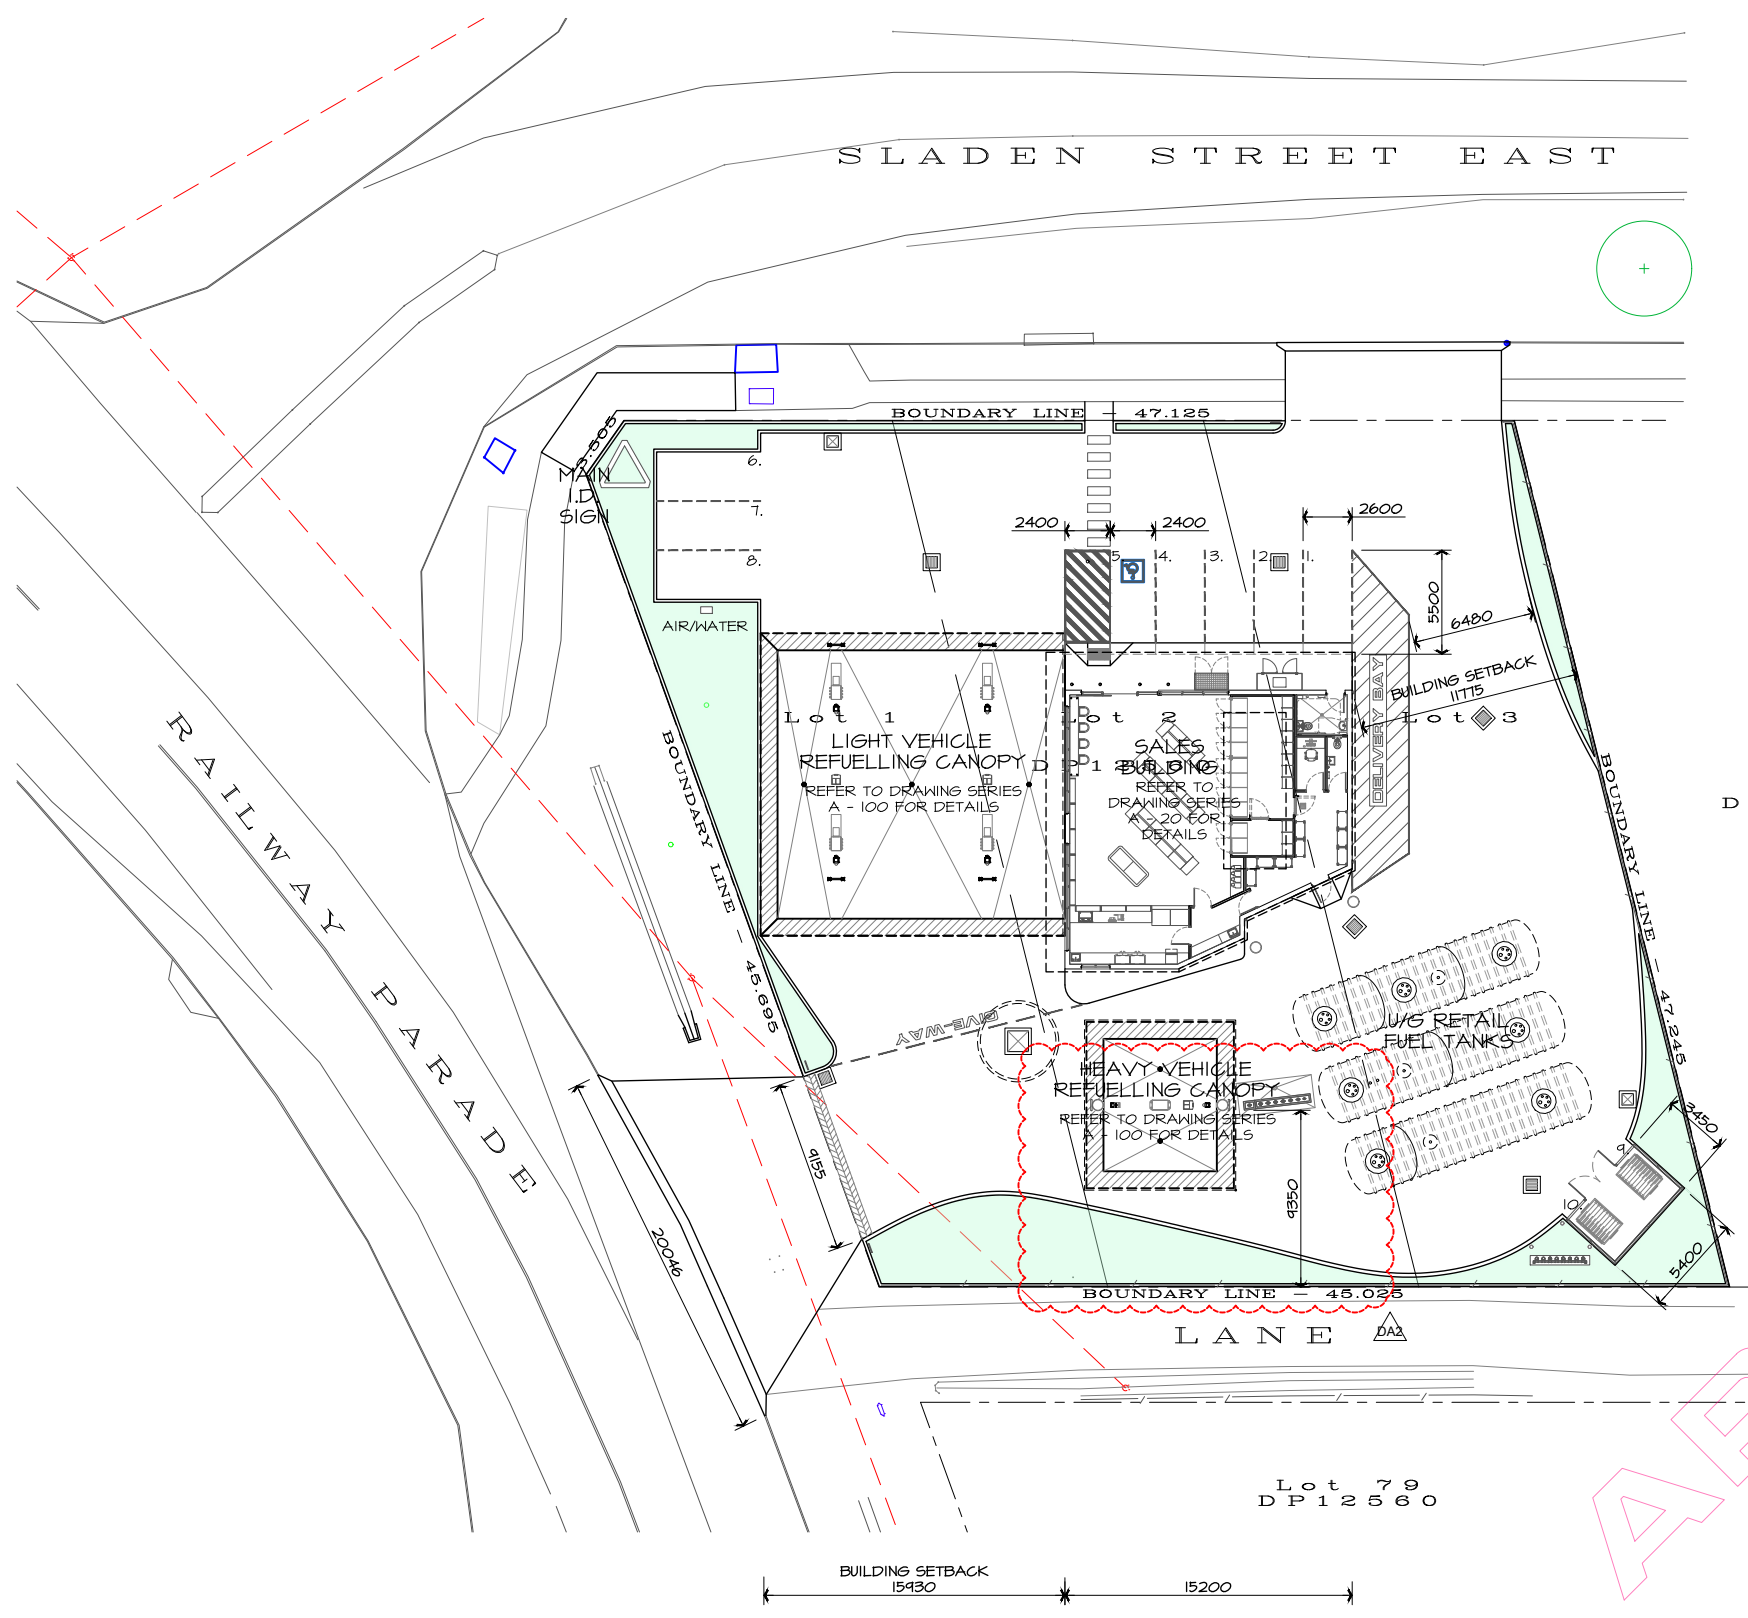 SLADEN STREET EAST
BOUNDARY LINE - 47.125
3.505
MAIN
I.D.
SIGN
6.
7.
8.
2400
2400
2600
5.
4.
3.
2.
1.
5500
6480
BUILDING SETBACK
11775
AIR/WATER
DELIVERY BAY
Lot 1
Lot 2
Lot 3
LIGHT VEHICLE
REFUELLING CANOPY
REFER TO DRAWING SERIES
A - 100 FOR DETAILS
SALES
BUILDING
REFER TO
DRAWING SERIES
A - 20 FOR
DETAILS
D
RAILWAY PARADE
BOUNDARY LINE - 45.695
BOUNDARY LINE - 47.245
GIVE WAY
U/G RETAIL
FUEL TANKS
HEAVY VEHICLE
REFUELLING CANOPY
REFER TO DRAWING SERIES
A - 100 FOR DETAILS
9155
20046
9350
3450
9.
10.
5400
BOUNDARY LINE - 45.025
LANE
DA2
Lot 79
DP12560
BUILDING SETBACK
15930
15200